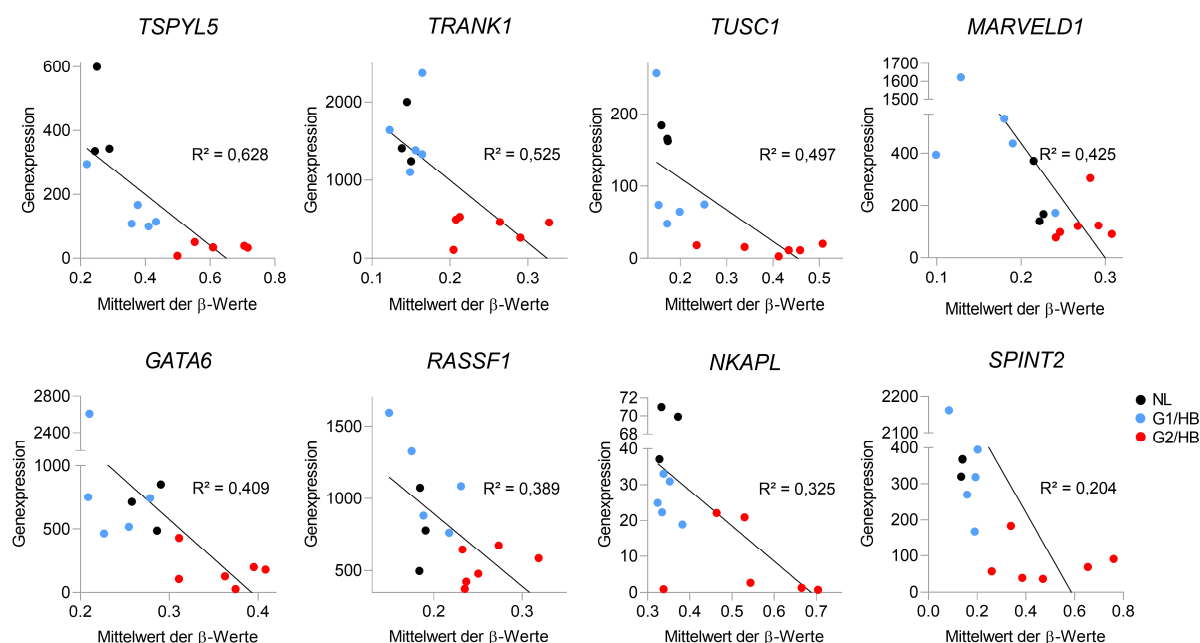 TSPYL5
TRANK1
TUSC1
MARVELD1
Genexpression
600
400
200
0
R² = 0,628
0.2
0.4
0.6
0.8
Mittelwert der β-Werte
Genexpression
2000
1000
0
R² = 0,525
0.1
0.2
0.3
Mittelwert der β-Werte
Genexpression
200
100
0
R² = 0,497
0.2
0.3
0.4
0.5
Mittelwert der β-Werte
Genexpression
1700
1600
1500
400
200
0
R² = 0,425
0.1
0.2
0.3
Mittelwert der β-Werte
GATA6
RASSF1
NKAPL
SPINT2
Genexpression
2800
2600
2400
1000
500
0
R² = 0,409
0.2
0.3
0.4
Mittelwert der β-Werte
Genexpression
1500
1000
500
R² = 0,389
0.2
0.3
Mittelwert der β-Werte
Genexpression
72
70
68
40
30
20
10
0
R² = 0,325
0.3
0.4
0.5
0.6
0.7
Mittelwert der β-Werte
Genexpression
2200
2100
400
300
200
100
0
R² = 0,204
0.0
0.2
0.4
0.6
0.8
Mittelwert der β-Werte
NL
G1/HB
G2/HB